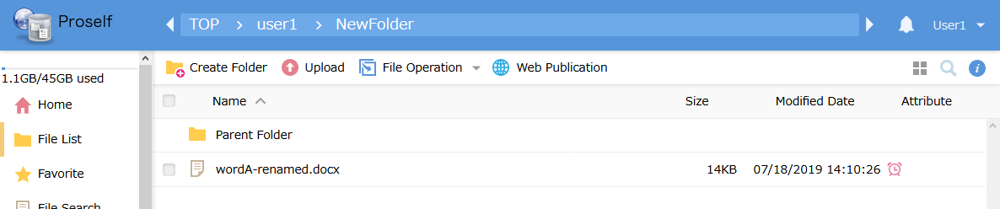 Proself
TOP > user1 > NewFolder
User1
1.1GB/45GB used
Home
File List
Favorite
File Search
Create Folder Upload File Operation Web Publication
Name Size Modified Date Attribute
Parent Folder
wordA-renamed.docx 14KB 07/18/2019 14:10:26